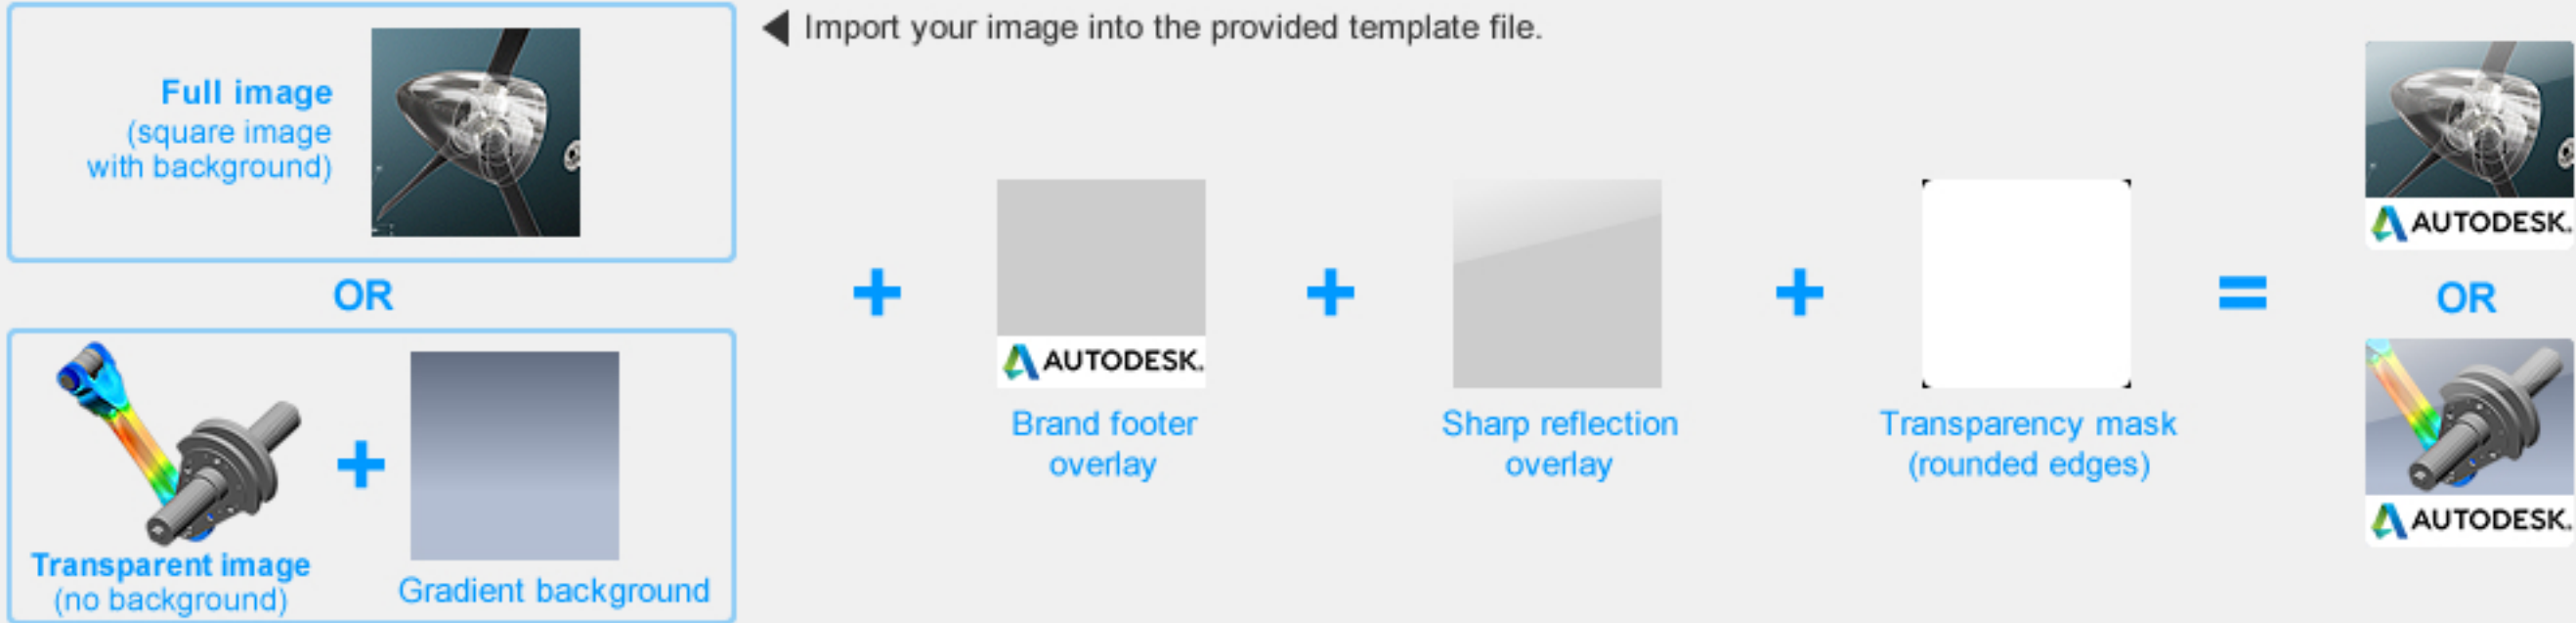 Import your image into the provided template file.
Full image
(square image
with background)
OR
Transparent image
(no background)
+
Gradient background
+
AUTODESK.
Brand footer
overlay
+
Sharp reflection
overlay
+
Transparency mask
(rounded edges)
=
AUTODESK.
OR
AUTODESK.